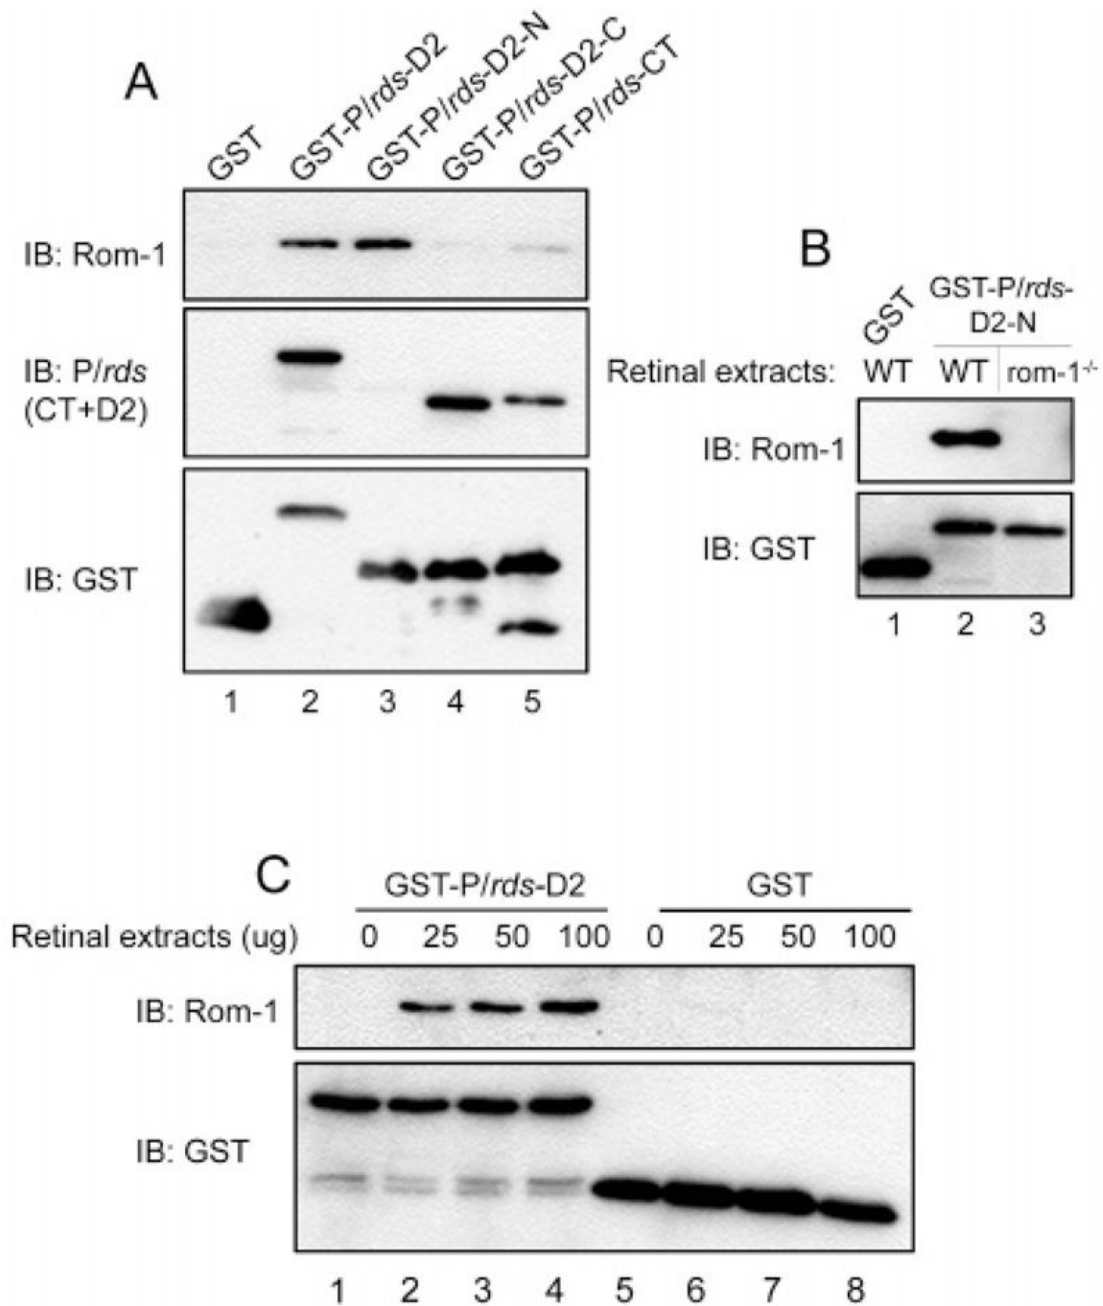 A
GST
GST-P/rds-D2
GST-P/rds-D2-N
GST-P/rds-D2-C
GST-P/rds-CT
IB: Rom-1
IB: P/rds
(CT+D2)
IB: GST
1 2 3 4 5
B
GST
GST-P/rds-
D2-N
Retinal extracts: WT WT rom-1-/-
IB: Rom-1
IB: GST
1 2 3
C
GST-P/rds-D2 GST
Retinal extracts (ug) 0 25 50 100 0 25 50 100
IB: Rom-1
IB: GST
1 2 3 4 5 6 7 8